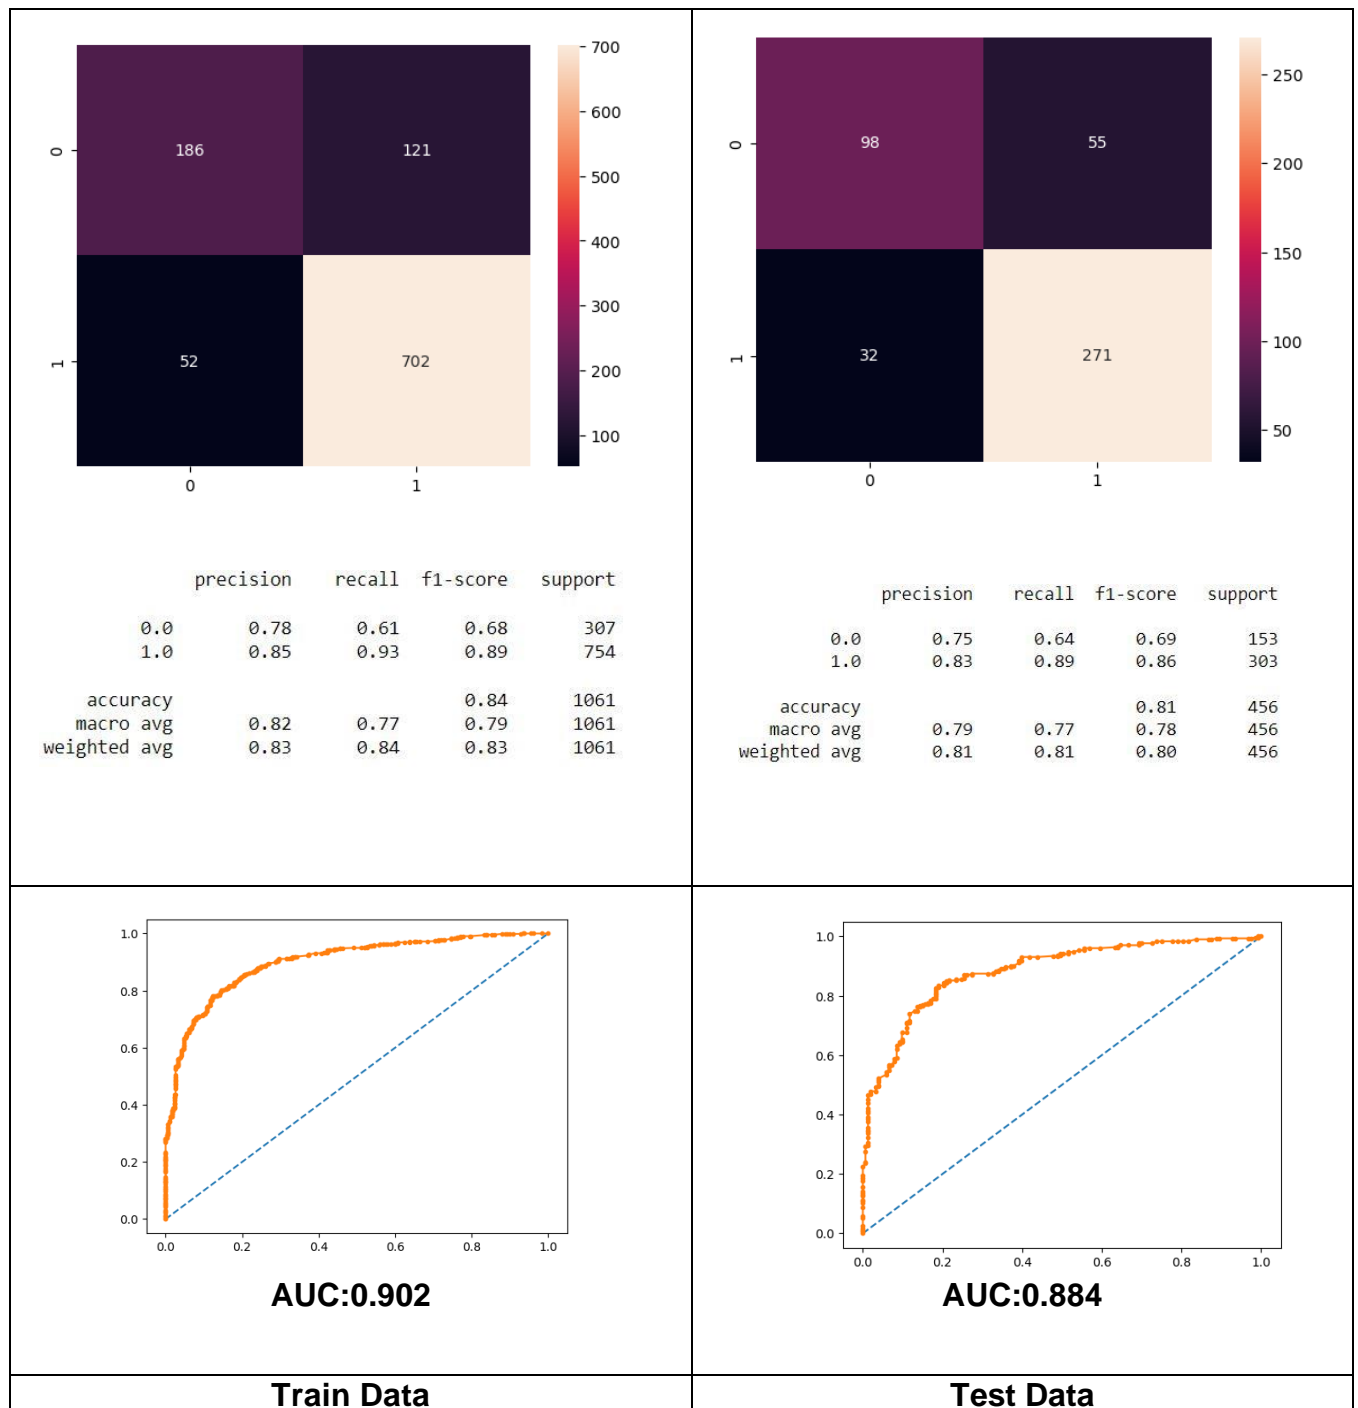 700
600
500
400
300
200
100
0
186
121
1
52
702
0
1
precision recall f1-score support
0.0 0.78 0.61 0.68 307
1.0 0.85 0.93 0.89 754
accuracy 0.84 1061
macro avg 0.82 0.77 0.79 1061
weighted avg 0.83 0.84 0.83 1061
250
200
150
100
50
0
98
55
1
32
271
0
1
precision recall f1-score support
0.0 0.75 0.64 0.69 153
1.0 0.83 0.89 0.86 303
accuracy 0.81 456
macro avg 0.79 0.77 0.78 456
weighted avg 0.81 0.81 0.80 456
1.0
0.8
0.6
0.4
0.2
0.0
0.0 0.2 0.4 0.6 0.8 1.0
AUC:0.902
1.0
0.8
0.6
0.4
0.2
0.0
0.0 0.2 0.4 0.6 0.8 1.0
AUC:0.884
Train Data
Test Data